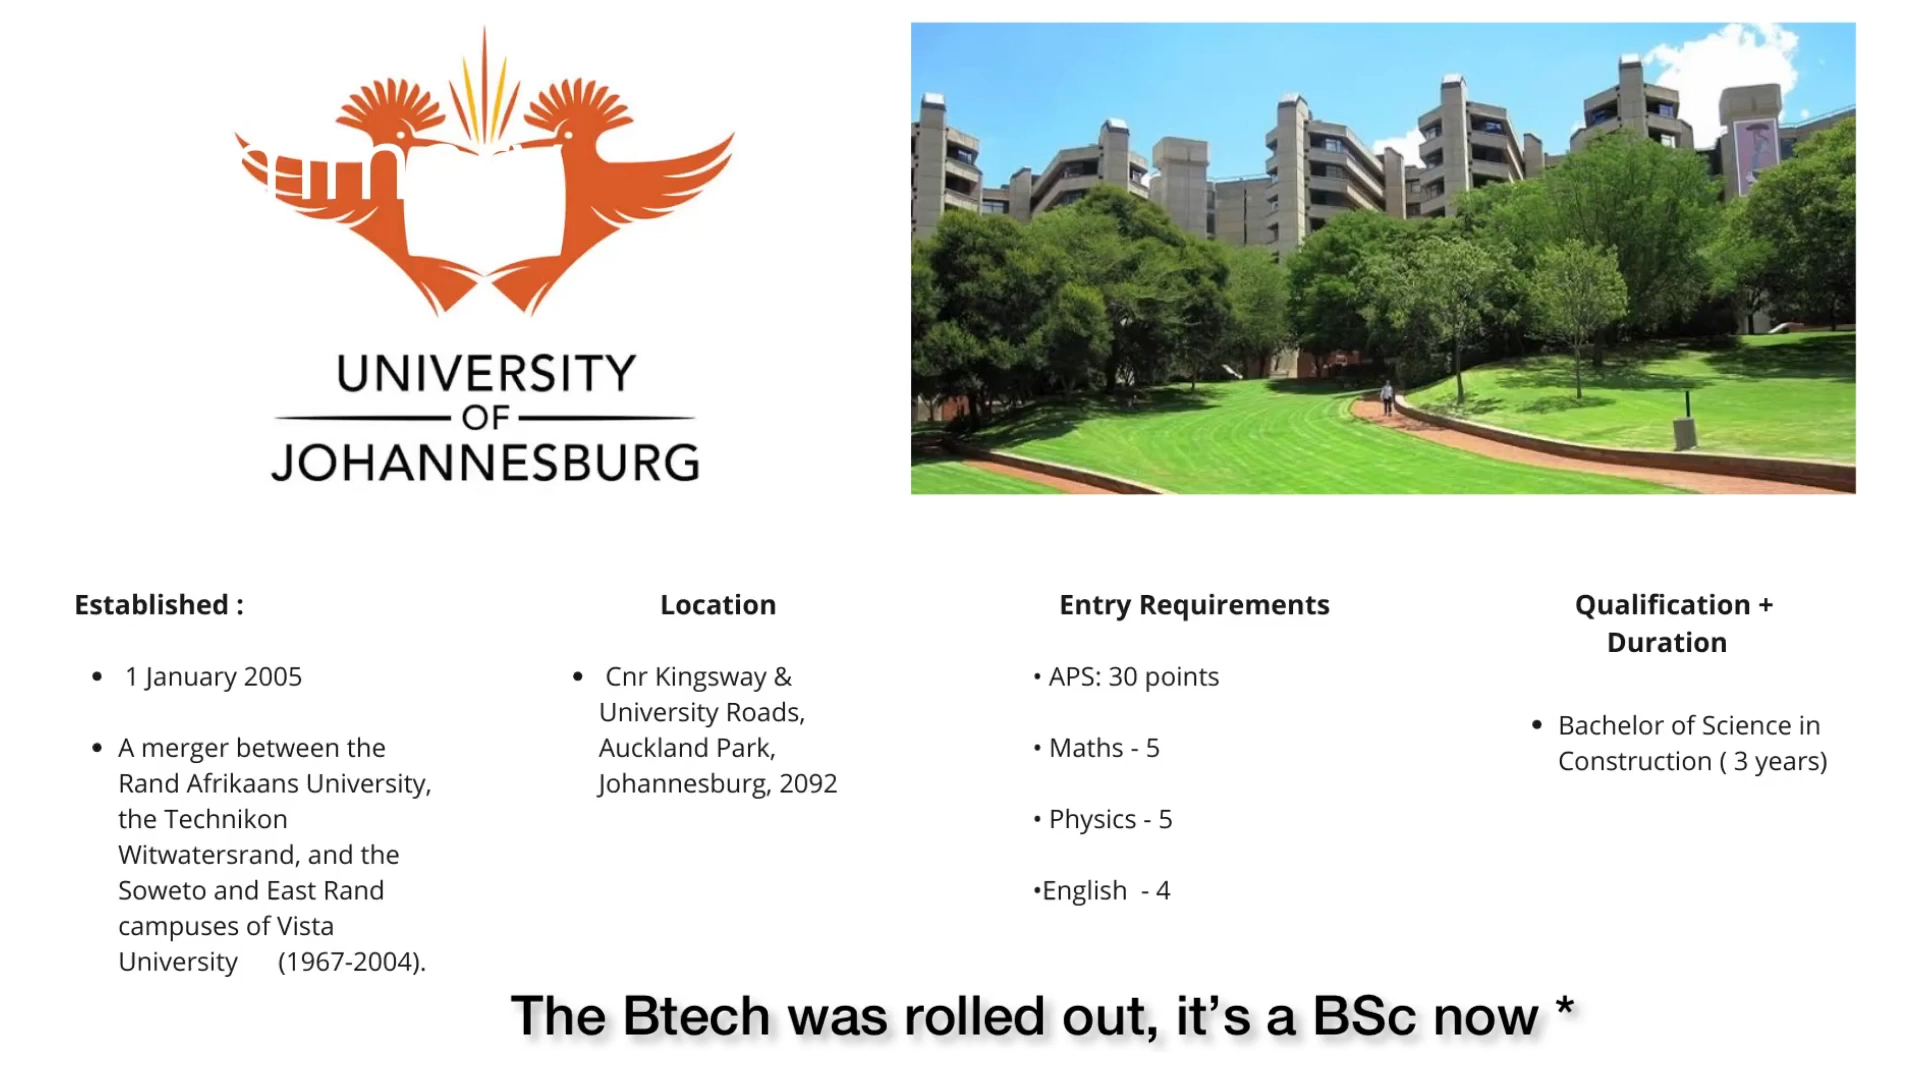 UNIVERSITY
OF
JOHANNESBURG
Established :
• 1 January 2005
• A merger between the
Rand Afrikaans University,
the Technikon
Witwatersrand, and the
Soweto and East Rand
campuses of Vista
University (1967-2004).
Location
• Cnr Kingsway &
University Roads,
Auckland Park,
Johannesburg, 2092
Entry Requirements
• APS: 30 points
• Maths - 5
• Physics - 5
•English - 4
Qualification +
Duration
• Bachelor of Science in
Construction ( 3 years)
The Btech was rolled out, it’s a BSc now *